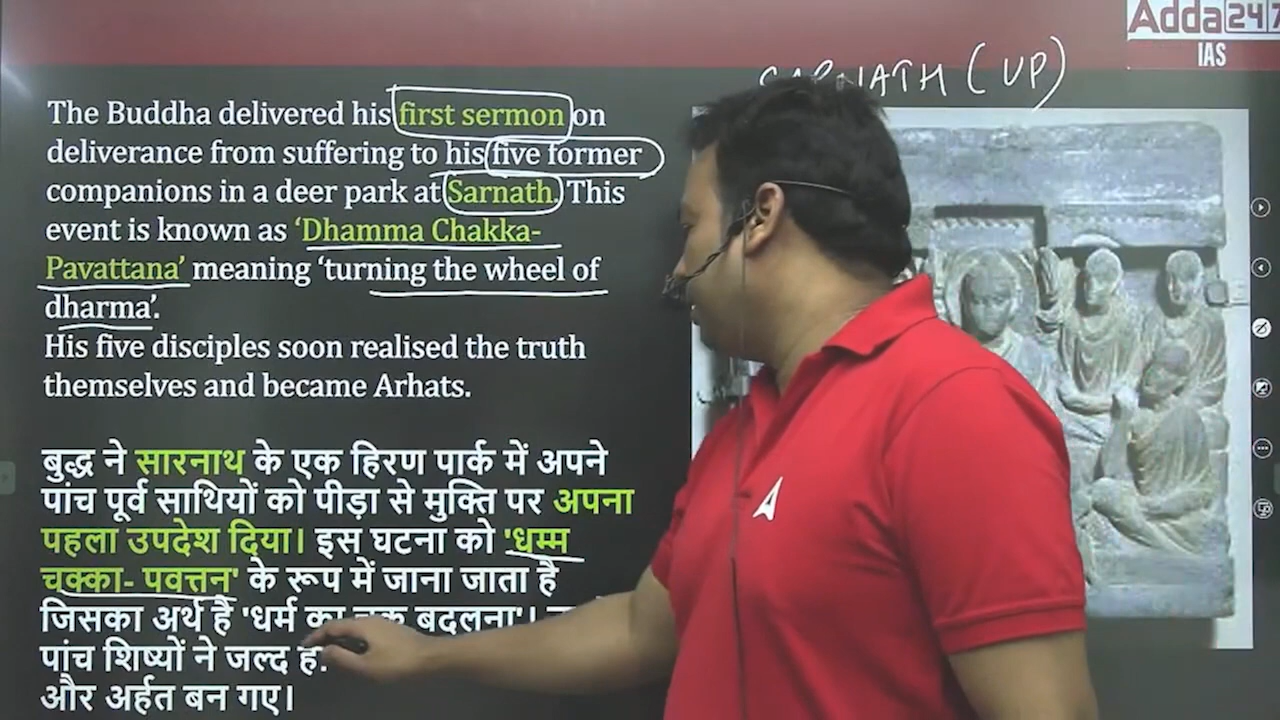 Adda247
IAS
SARNATH (UP)
The Buddha delivered his first sermon on
deliverance from suffering to his five former
companions in a deer park at Sarnath. This
event is known as ‘Dhamma Chakka-
Pavattana’ meaning ‘turning the wheel of
dharma’.
His five disciples soon realised the truth
themselves and became Arhats.
बुद्ध ने सारनाथ के एक हिरण पार्क में अपने
पांच पूर्व साथियों को पीड़ा से मुक्ति पर अपना
पहला उपदेश दिया। इस घटना को 'धम्म
चक्का- पवत्तन' के रूप में जाना जाता है
जिसका अर्थ है 'धर्म का बदलना'।
पांच शिष्यों ने जल्द
और अर्हत बन गए।